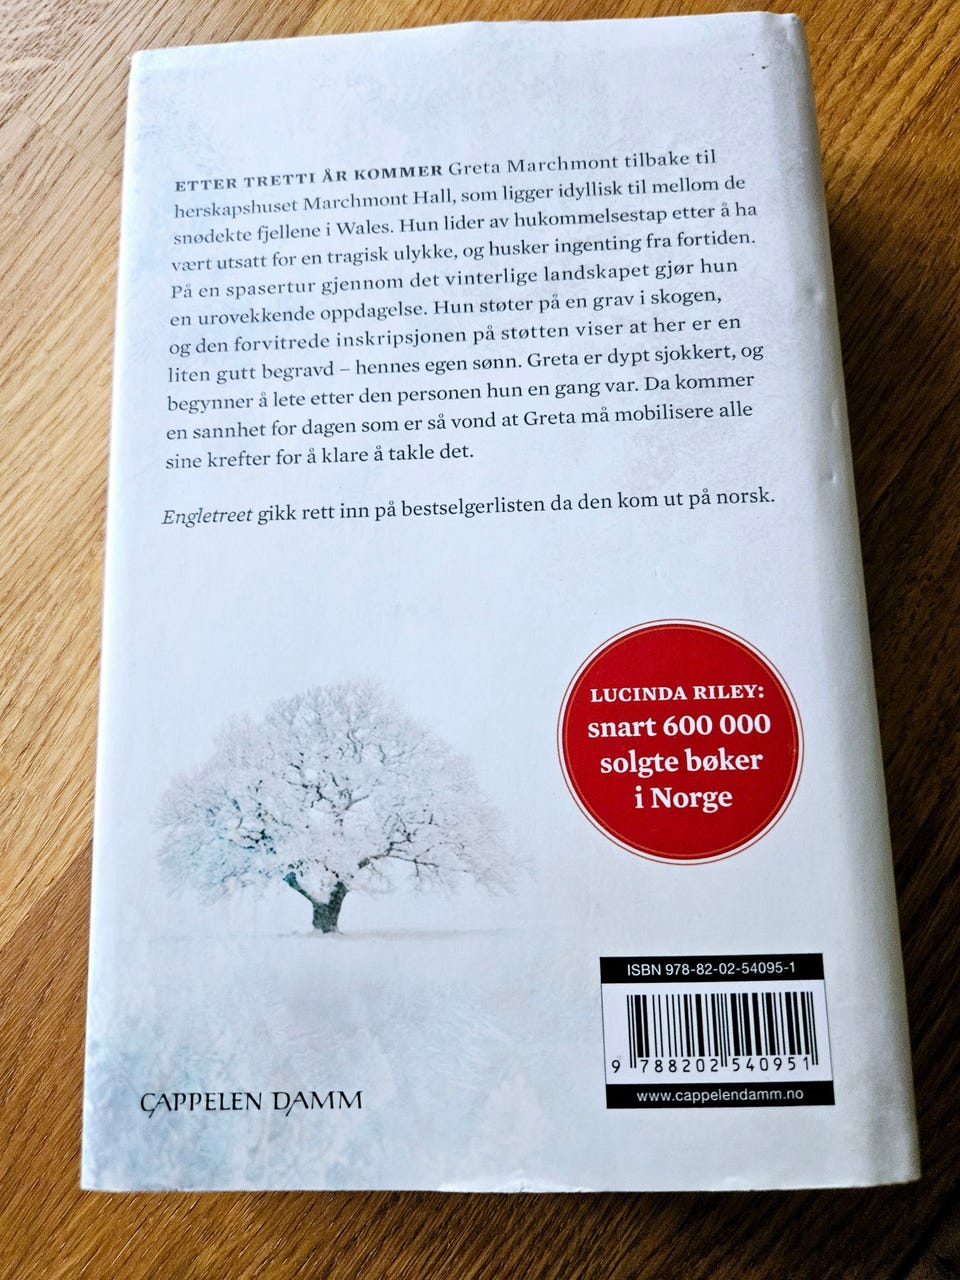 ETTER TRETTI ÅR KOMMER Greta Marchmont tilbake til
herskapshuset Marchmont Hall, som ligger idyllisk til mellom de
snødekte fjellene i Wales. Hun lider av hukommelsestap etter å ha
vært utsatt for en tragisk ulykke, og husker ingenting fra fortiden.
På en spasertur gjennom det vinterlige landskapet gjør hun
en urovekkende oppdagelse. Hun støter på en grav i skogen,
og den forvitrede inskripsjonen på støtten viser at her er en
liten gutt begravd – hennes egen sønn. Greta er dypt sjokkert, og
begynner å lete etter den personen hun en gang var. Da kommer
en sannhet for dagen som er så vond at Greta må mobilisere alle
sine krefter for å klare å takle det.
Engletreet gikk rett inn på bestselgerlisten da den kom ut på norsk.
LUCINDA RILEY:
snart 600 000
solgte bøker
i Norge
ISBN 978-82-02-54095-1
9 788202 540951
www.cappelendamm.no
CAPPELEN DAMM